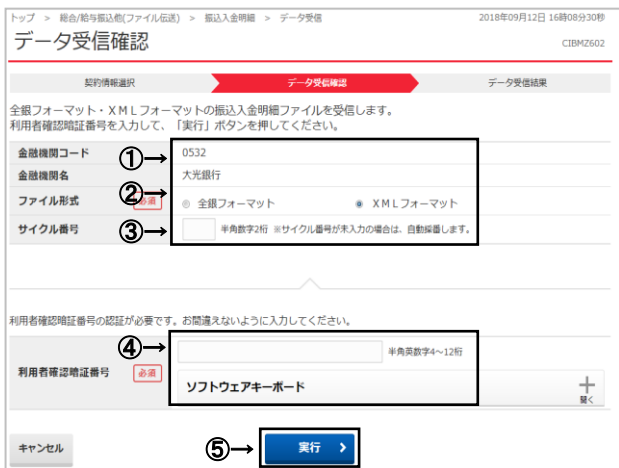 トップ > 総合/給与振込他(ファイル伝送) > 振込入金明細 > データ受信 2018年09月12日 16時08分30秒
データ受信確認 CIBMZ602
契約情報選択 データ受信確認 データ受信結果
全銀フォーマット・XMLフォーマットの振込入金明細ファイルを受信します。
利用者確認暗証番号を入力して、「実行」ボタンを押してください。
金融機関コード ①→ 0532
金融機関名 大光銀行
ファイル形式 必須 ②→ 全銀フォーマット XMLフォーマット
サイクル番号 ③→ 半角数字2桁 ※サイクル番号が未入力の場合は、自動採番します。
利用者確認暗証番号の認証が必要です。お間違えないように入力してください。
④→ 半角英数字4~12桁
利用者確認暗証番号 必須
ソフトウェアキーボード 開く
キャンセル ⑤→ 実行